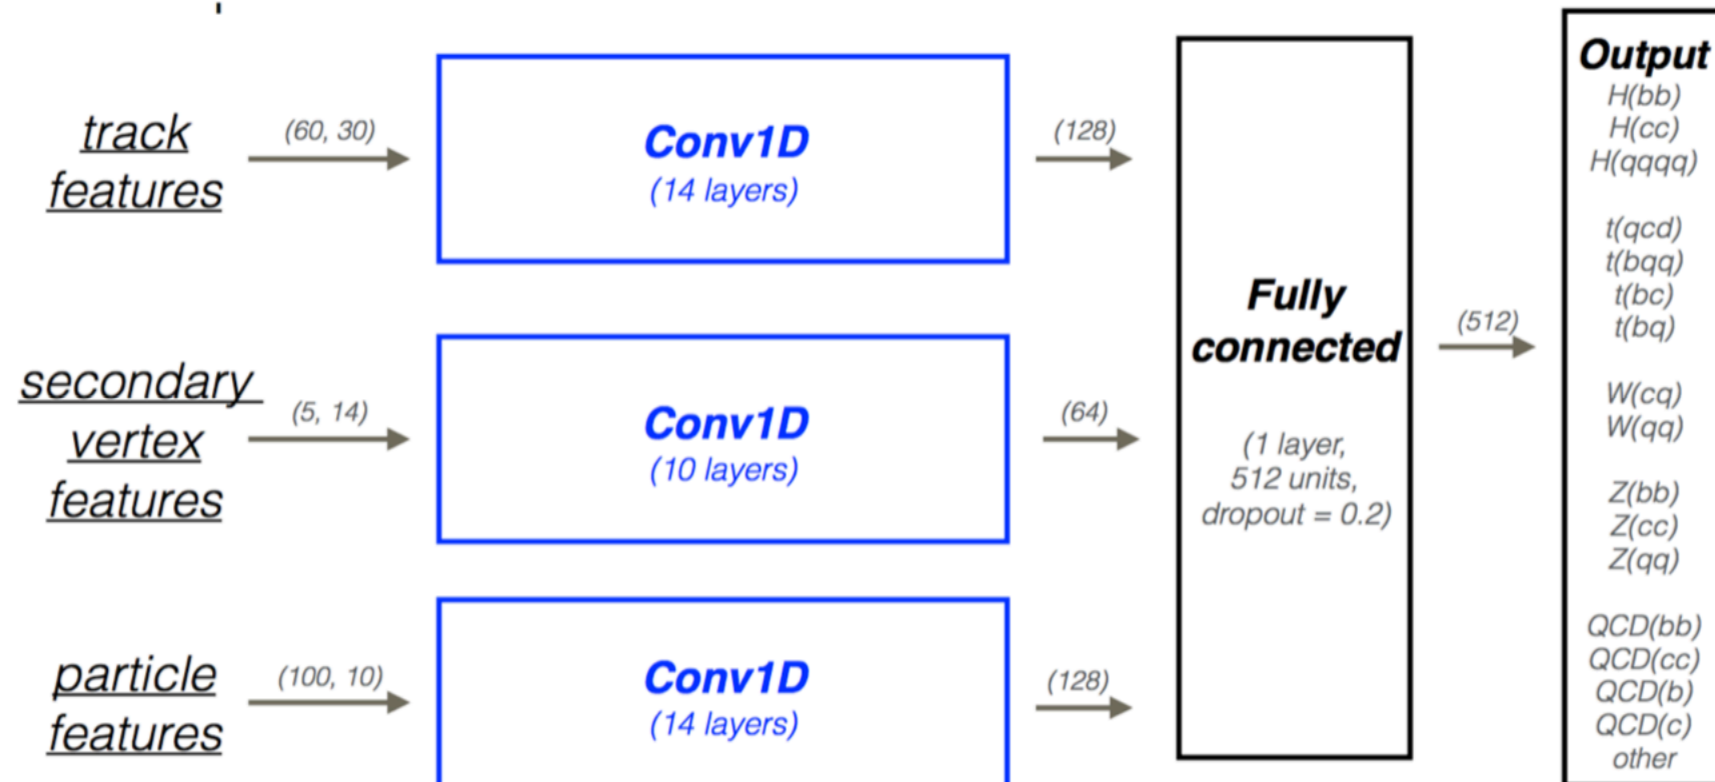 track
features
(60, 30)
Conv1D
(14 layers)
(128)
secondary
vertex
features
(5, 14)
Conv1D
(10 layers)
(64)
particle
features
(100, 10)
Conv1D
(14 layers)
(128)
Fully
connected
(1 layer,
512 units,
dropout = 0.2)
(512)
Output
H(bb)
H(cc)
H(qqqq)
t(qcd)
t(bqq)
t(bc)
t(bq)
W(cq)
W(qq)
Z(bb)
Z(cc)
Z(qq)
QCD(bb)
QCD(cc)
QCD(b)
QCD(c)
other